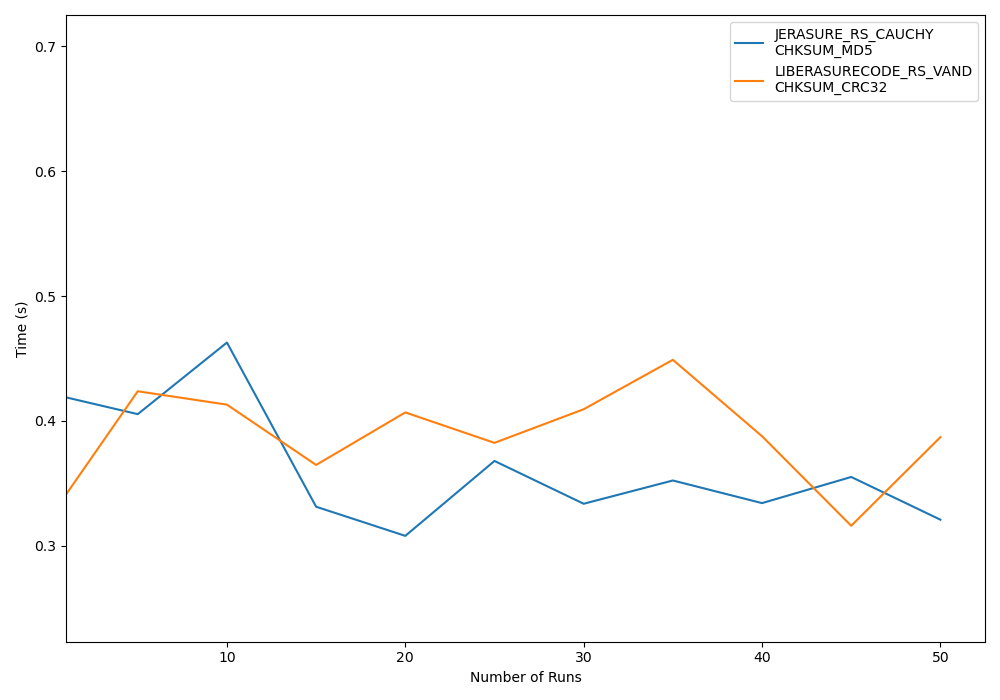 JERASURE_RS_CAUCHY
CHKSUM_MD5
LIBERASURECODE_RS_VAND
CHKSUM_CRC32
0.7
0.6
0.5
0.4
0.3
Time (s)
10 20 30 40 50
Number of Runs